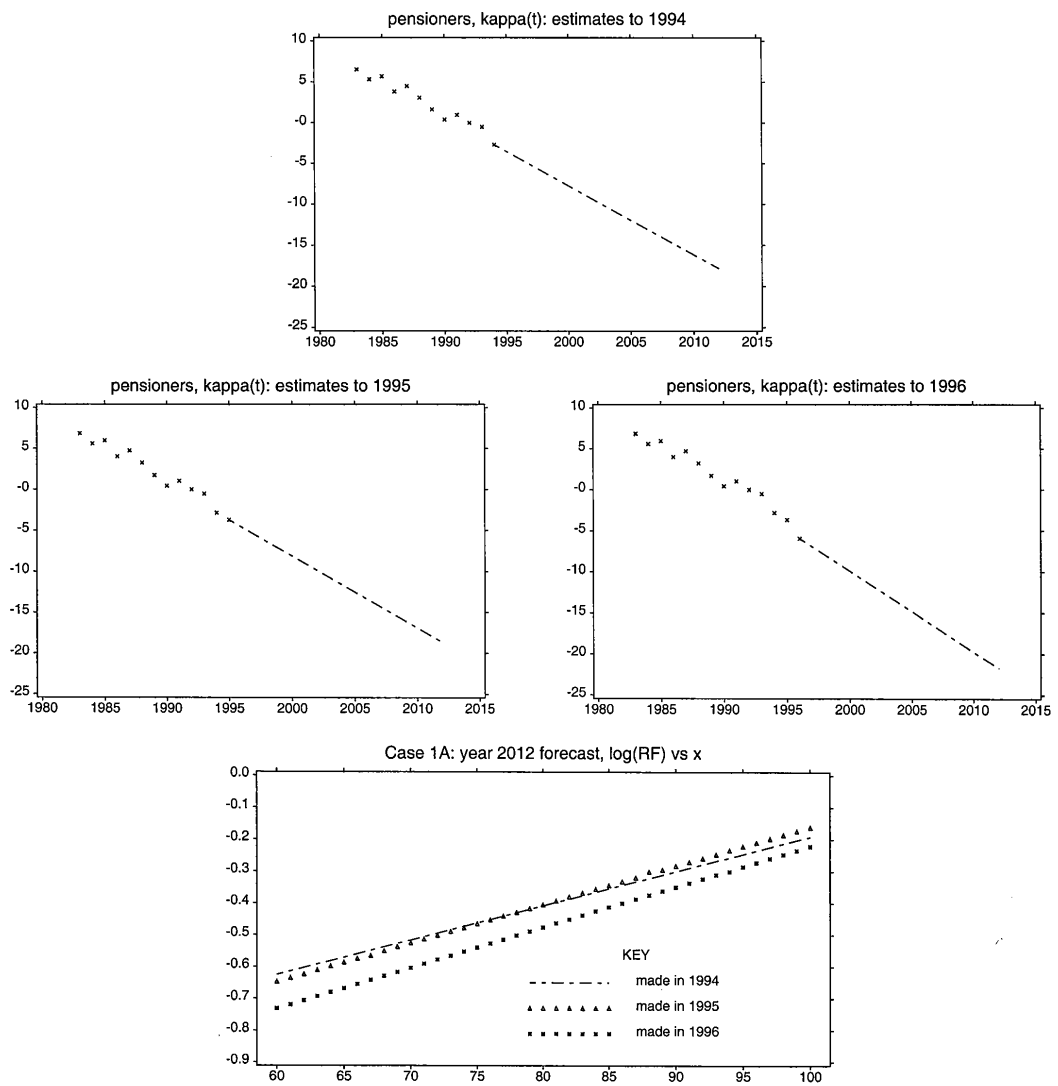 pensioners, kappa(t): estimates to 1994
10
5
-0
-5
-10
-15
-20
-25
1980 1985 1990 1995 2000 2005 2010 2015
pensioners, kappa(t): estimates to 1995
10
5
-0
-5
-10
-15
-20
-25
1980 1985 1990 1995 2000 2005 2010 2015
pensioners, kappa(t): estimates to 1996
10
5
-0
-5
-10
-15
-20
-25
1980 1985 1990 1995 2000 2005 2010 2015
Case 1A: year 2012 forecast, log(RF) vs x
0.0
-0.1
-0.2
-0.3
-0.4
-0.5
-0.6
-0.7
-0.8
-0.9
60 65 70 75 80 85 90 95 100
KEY
made in 1994
made in 1995
made in 1996